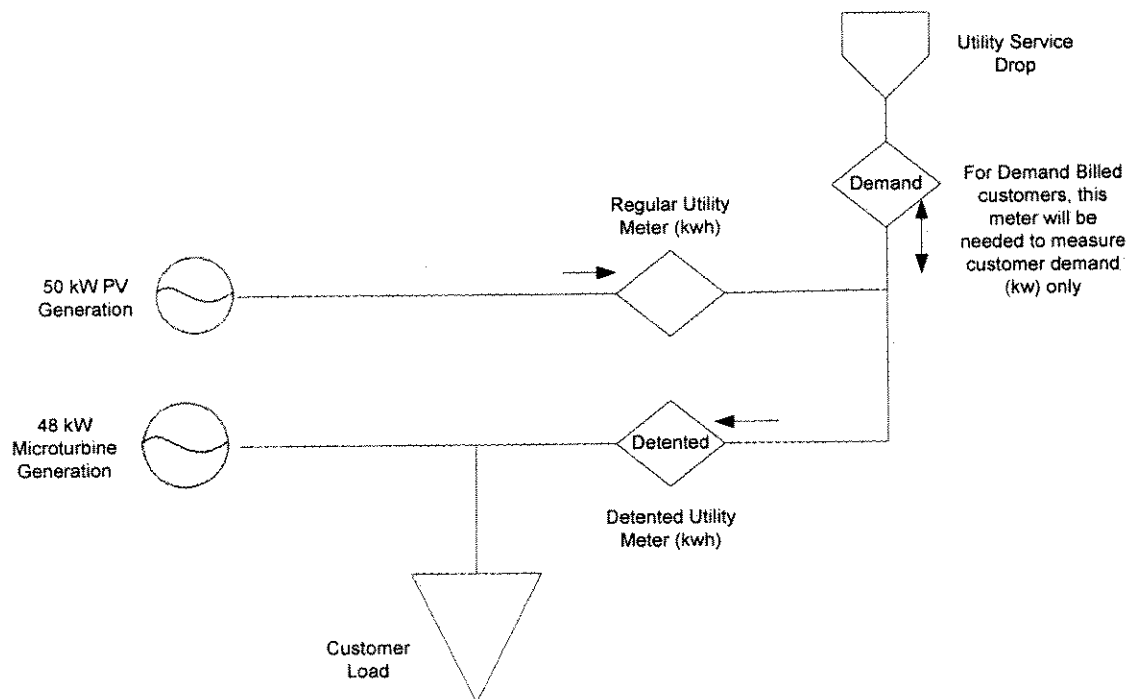 Utility Service
Drop
Demand
For Demand Billed
customers, this
meter will be
needed to measure
customer demand
(kw) only
Regular Utility
Meter (kwh)
50 kW PV
Generation
48 kW
Microturbine
Generation
Detented
Detented Utility
Meter (kwh)
Customer
Load